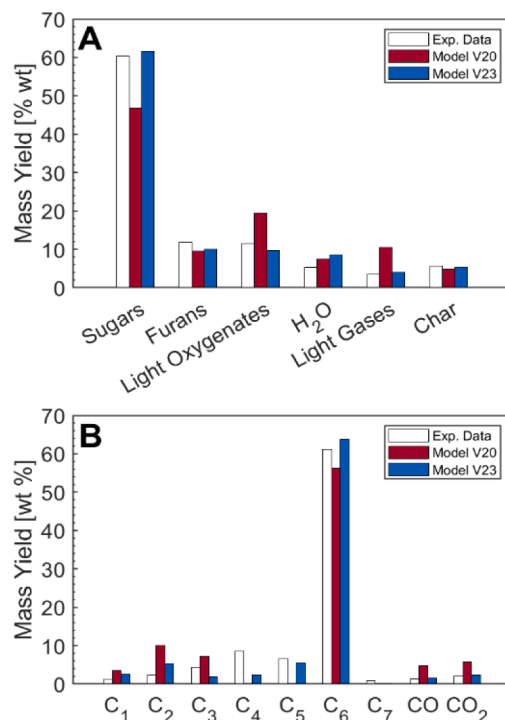 A
Exp. Data
Model V20
Model V23
Mass Yield [% wt]
70
60
50
40
30
20
10
0
Sugars
Furans
Light Oxygenates
H₂O
Light Gases
Char
B
Exp. Data
Model V20
Model V23
Mass Yield [wt %]
70
60
50
40
30
20
10
0
C₁ C₂ C₃ C₄ C₅ C₆ C₇ CO CO₂